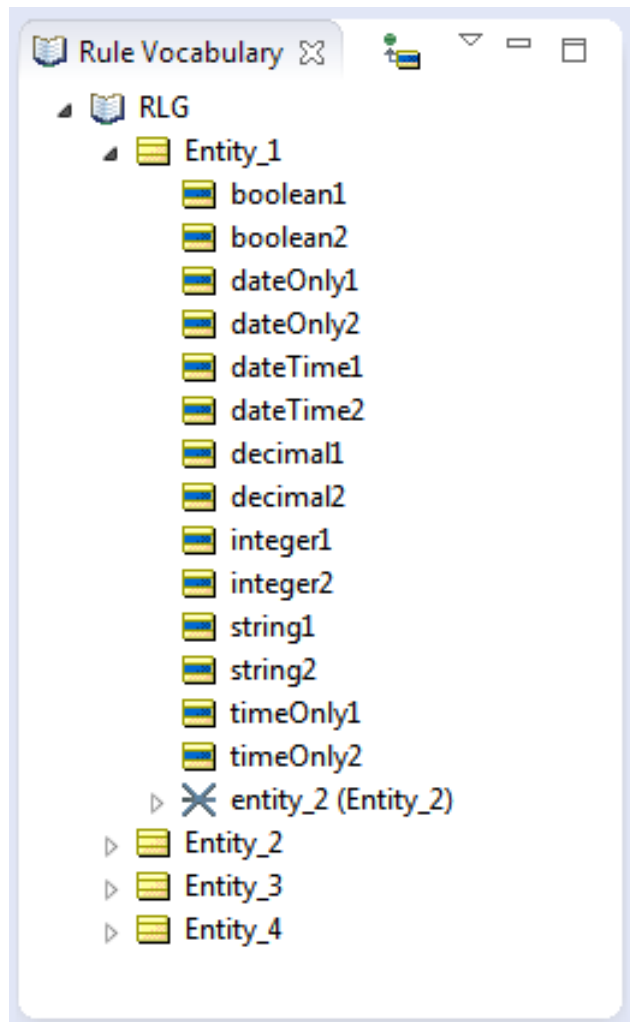 Rule Vocabulary
RLG
Entity_1
boolean1
boolean2
dateOnly1
dateOnly2
dateTime1
dateTime2
decimal1
decimal2
integer1
integer2
string1
string2
timeOnly1
timeOnly2
entity_2 (Entity_2)
Entity_2
Entity_3
Entity_4